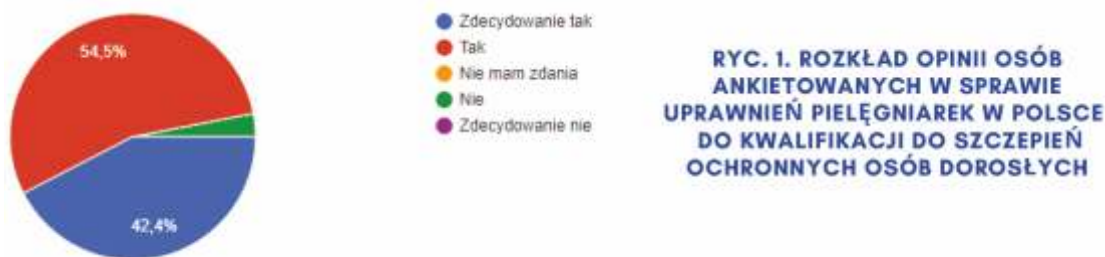 54,5%
42,4%
Zdecydowanie tak
Tak
Nie mam zdania
Nie
Zdecydowanie nie
RYC. 1. ROZKŁAD OPINII OSÓB
ANKIETOWANYCH W SPRAWIE
UPRAWNIEŃ PIELĘGNIAREK W POLSCE
DO KWALIFIKACJI DO SZCZEPIEŃ
OCHRONNYCH OSÓB DOROSŁYCH